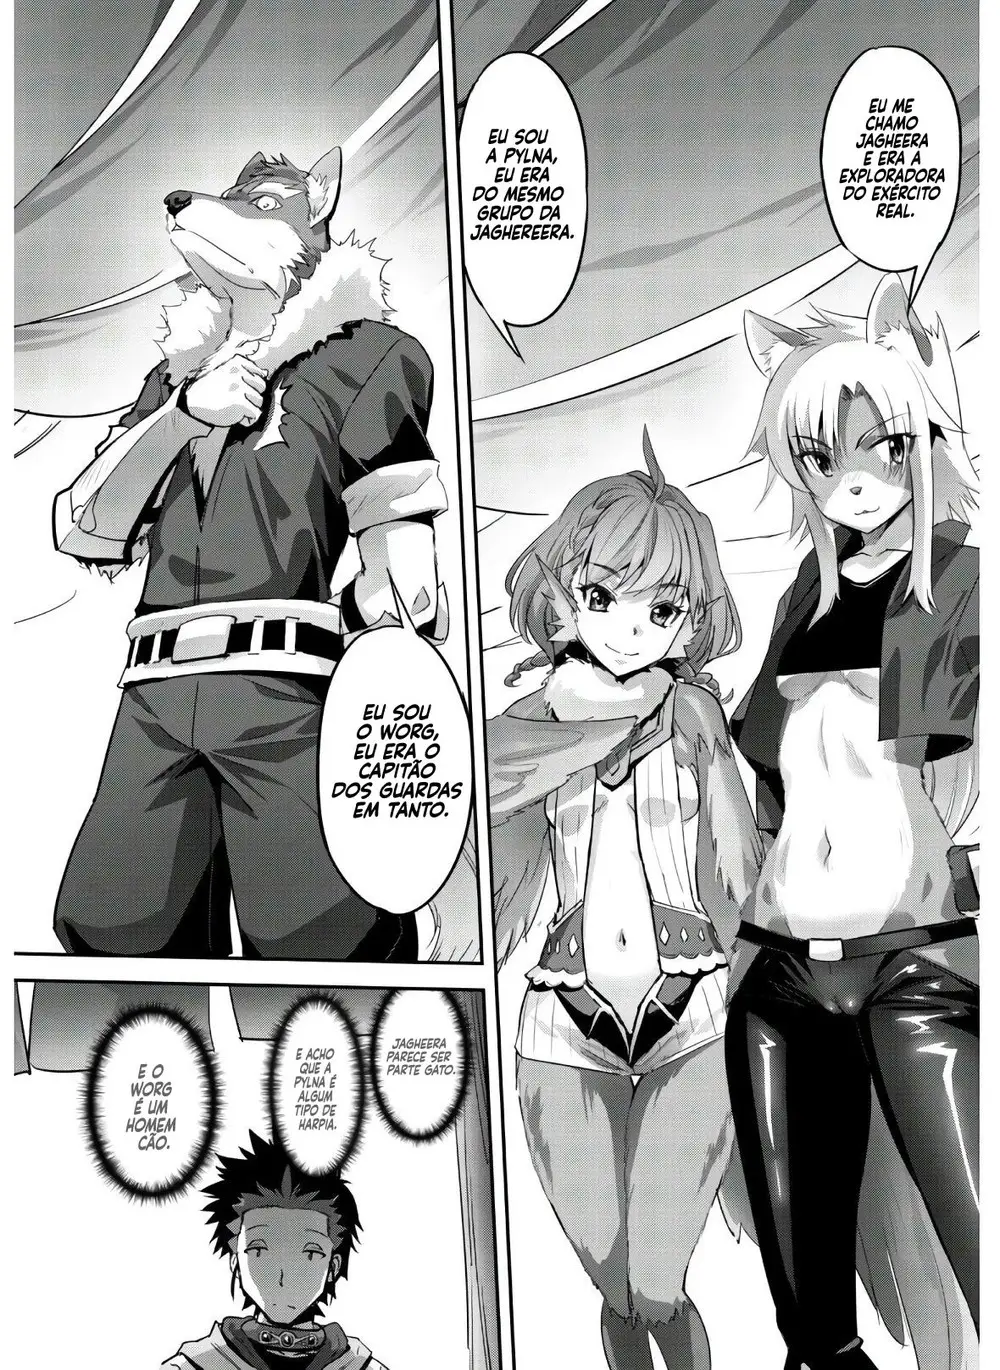 EU ME
CHAMO
JAGHEERA
E ERA A
EXPLORADORA
DO EXÉRCITO
REAL.
EU SOU
A PYLNA,
EU ERA
DO MESMO
GRUPO DA
JAGHEREERA.
EU SOU
O WORG,
EU ERA O
CAPITÃO
DOS GUARDAS
EM TANTO.
JAGHEERA
PARECE SER
PARTE GATO.
E ACHO
QUE A
PYLNA É
ALGUM
TIPO DE
HARPIA.
E O
WORG
É UM
HOMEM
CÃO.